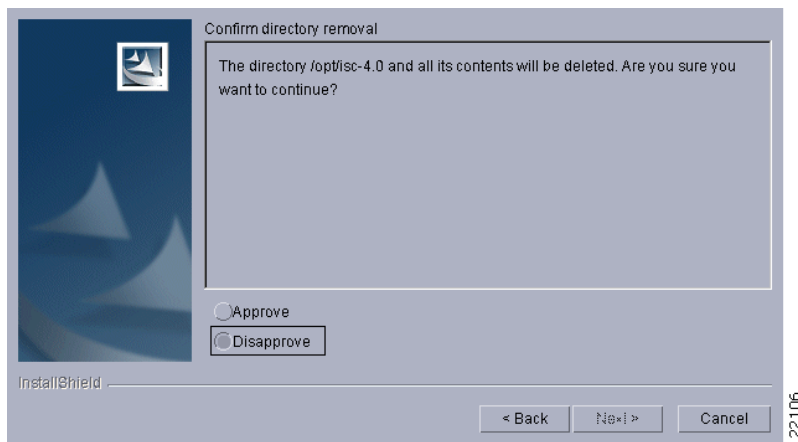 Confirm directory removal
The directory /opt/isc-4.0 and all its contents will be deleted. Are you sure you
want to continue?
Approve
Disapprove
InstallShield
< Back
Next >
Cancel
22106